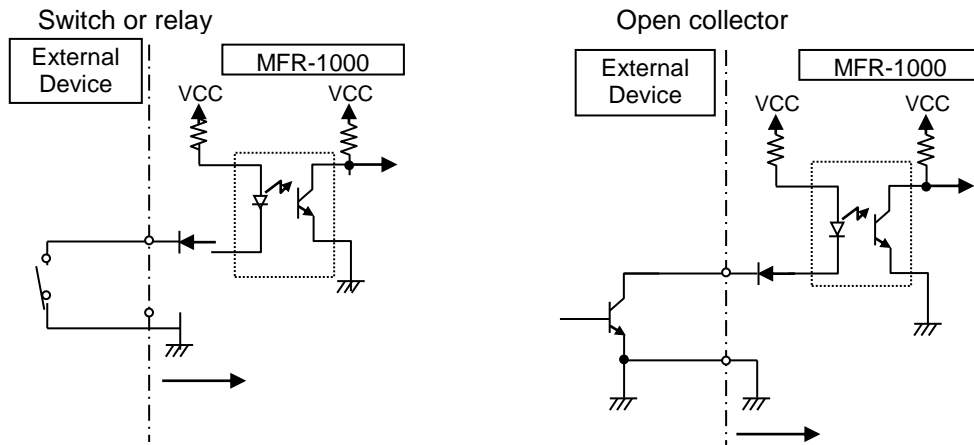 Switch or relay
External
Device
MFR-1000
VCC
VCC
Open collector
External
Device
MFR-1000
VCC
VCC